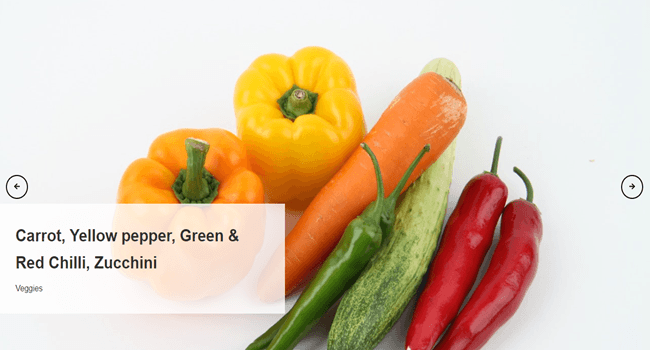 Carrot, Yellow pepper, Green &
Red Chilli, Zucchini
Veggies